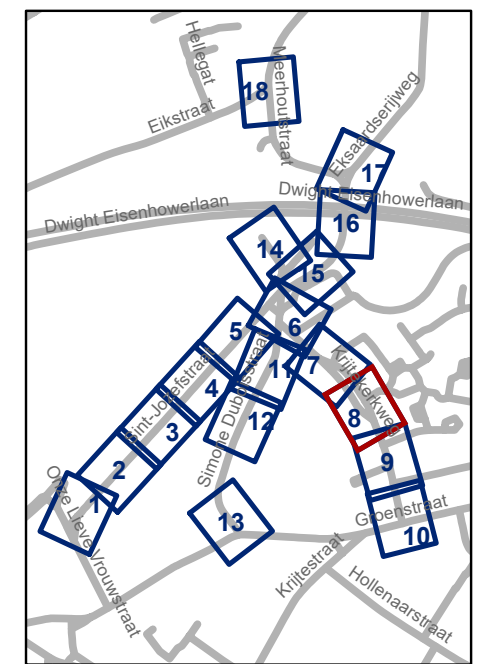 Hellegat
Meerhoutstraat
18
Eikstraat
Eksaardserijweg
17
Dwight Eisenhowerlaan
Dwight Eisenhowerlaan
16
14
15
5
6
Krijtekerkweg
11
7
Sint-Jozefstraat
4
8
Simone Dubolsstraat
12
3
2
9
Onze Lieve Vrouwstraat
1
Groenstraat
13
10
Krijtestraat
Hollenaarstraat